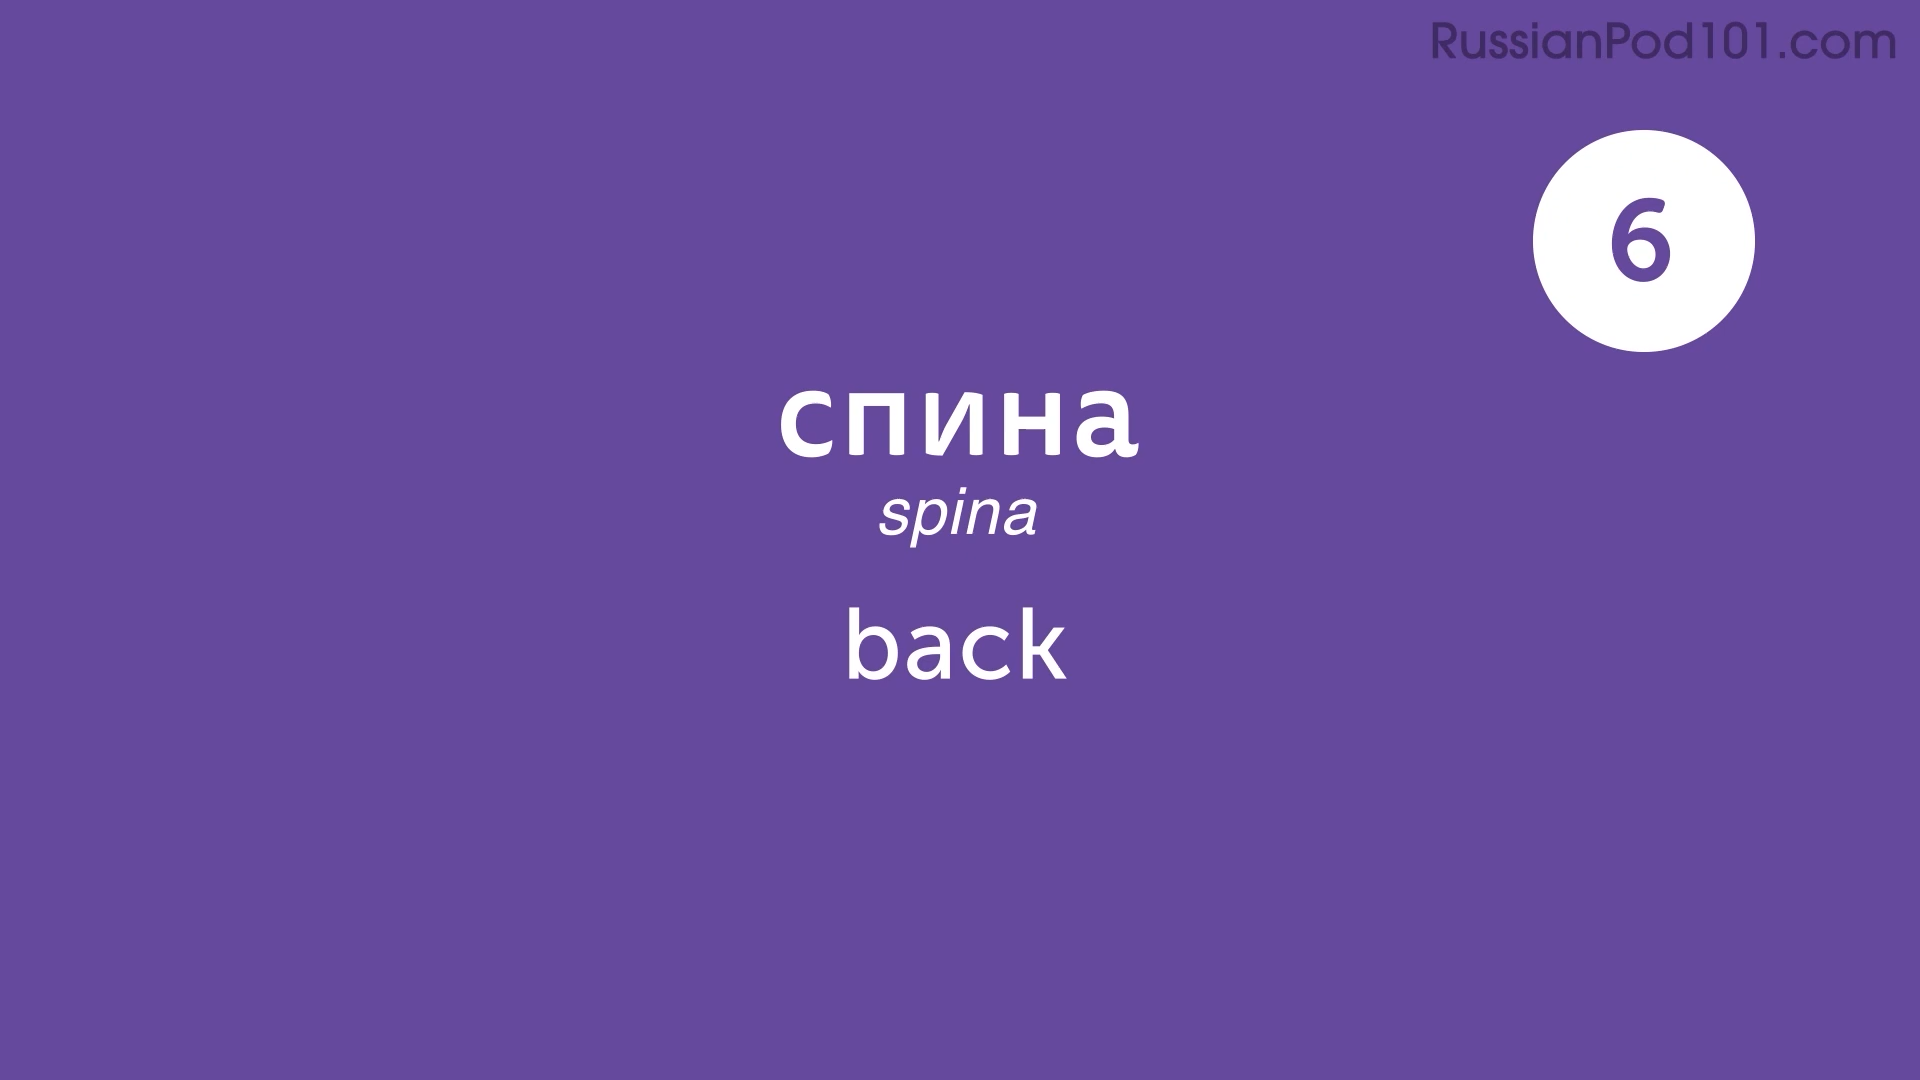 RussianPod101.com
6
спина
spina
back